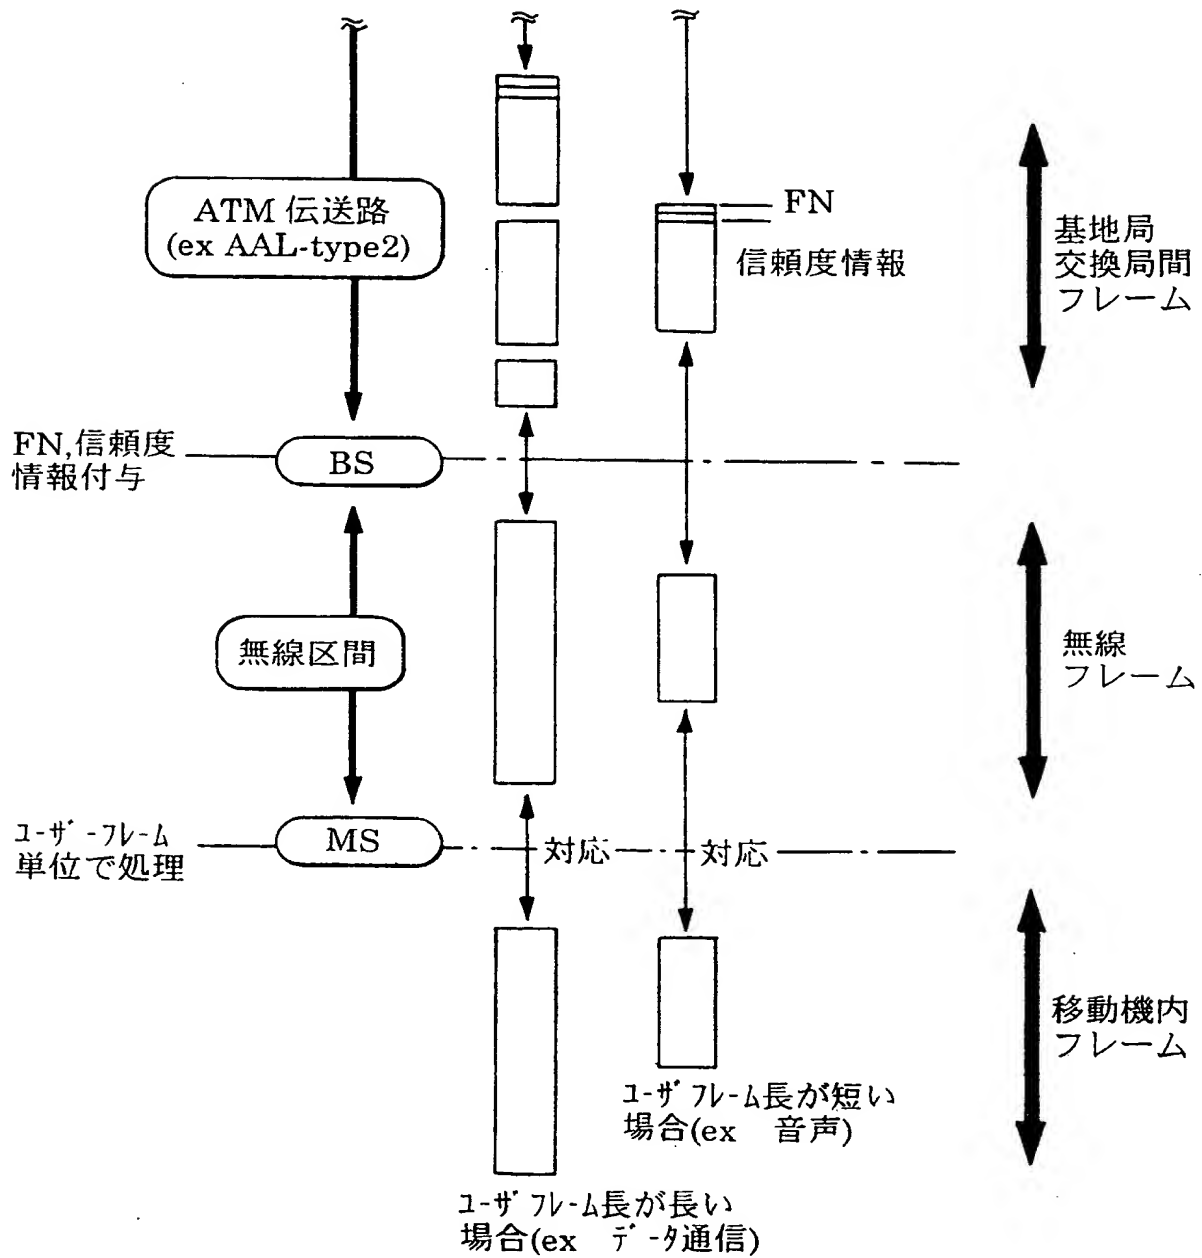 ATM 伝送路
(ex AAL-type2)
FN
信頼度情報
基地局
交換局間
フレーム
FN,信頼度
情報付与
BS
無線区間
無線
フレーム
ユーザーフレーム
単位で処理
MS
対応
対応
移動機内
フレーム
ユーザフレーム長が短い
場合(ex 音声)
ユーザフレーム長が長い
場合(ex データ通信)